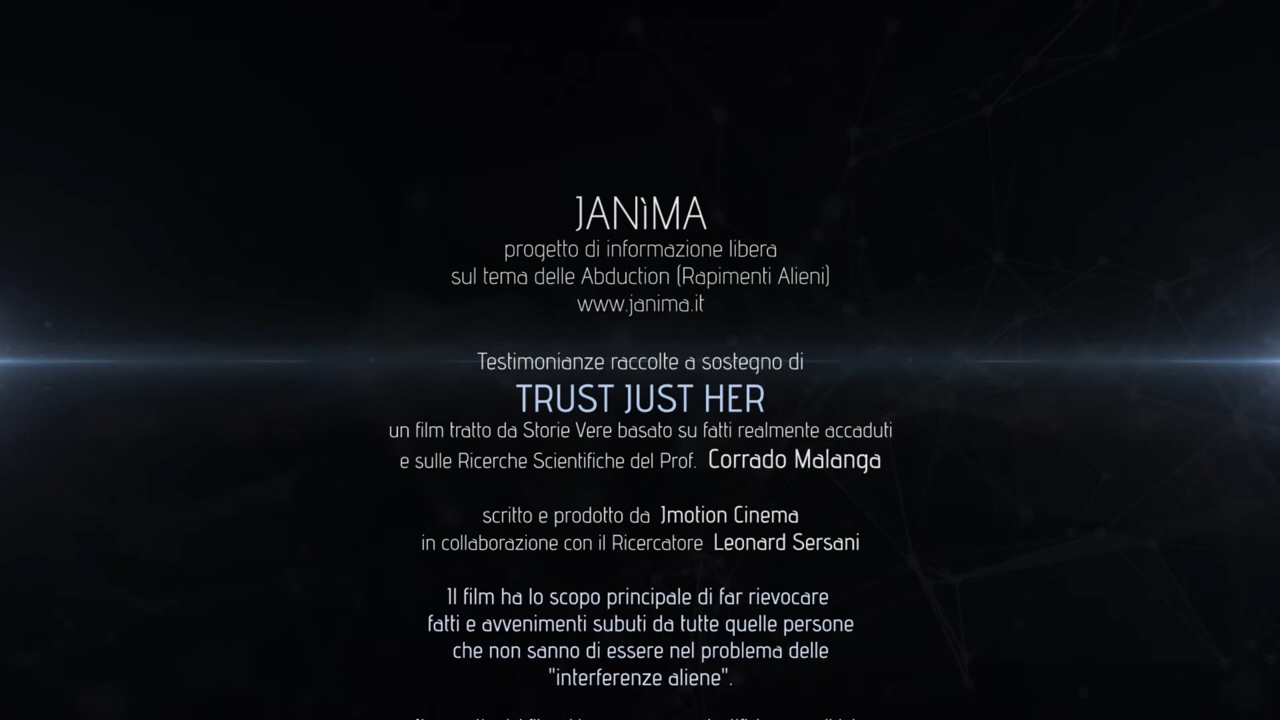 JANìMA
progetto di informazione libera
sul tema delle Abduction (Rapimenti Alieni)
www.janima.it
Testimonianze raccolte a sostegno di
TRUST JUST HER
un film tratto da Storie Vere basato su fatti realmente accaduti
e sulle Ricerche Scientifiche del Prof. Corrado Malanga
scritto e prodotto da Jmotion Cinema
in collaborazione con il Ricercatore Leonard Sersani
Il film ha lo scopo principale di far rievocare
fatti e avvenimenti subuti da tutte quelle persone
che non sanno di essere nel problema delle
"interferenze aliene".